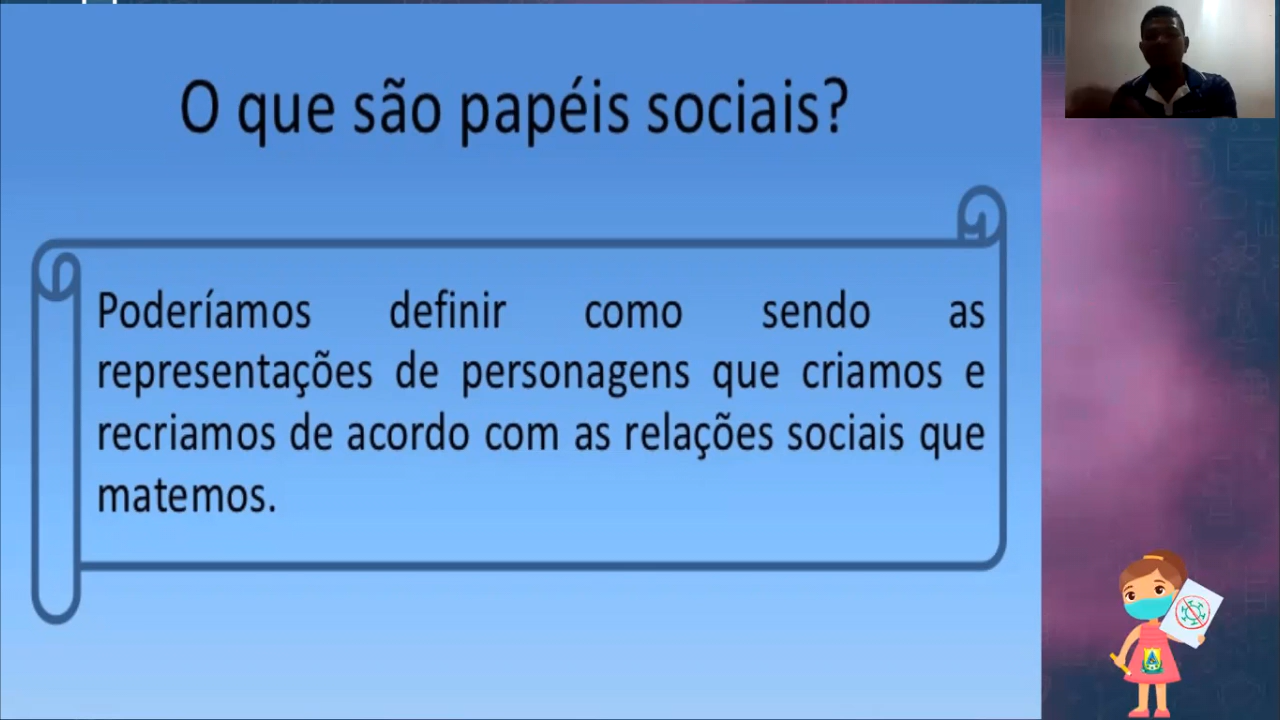 O que são papéis sociais?
Poderíamos definir como sendo as
representações de personagens que criamos e
recriamos de acordo com as relações sociais que
matemos.